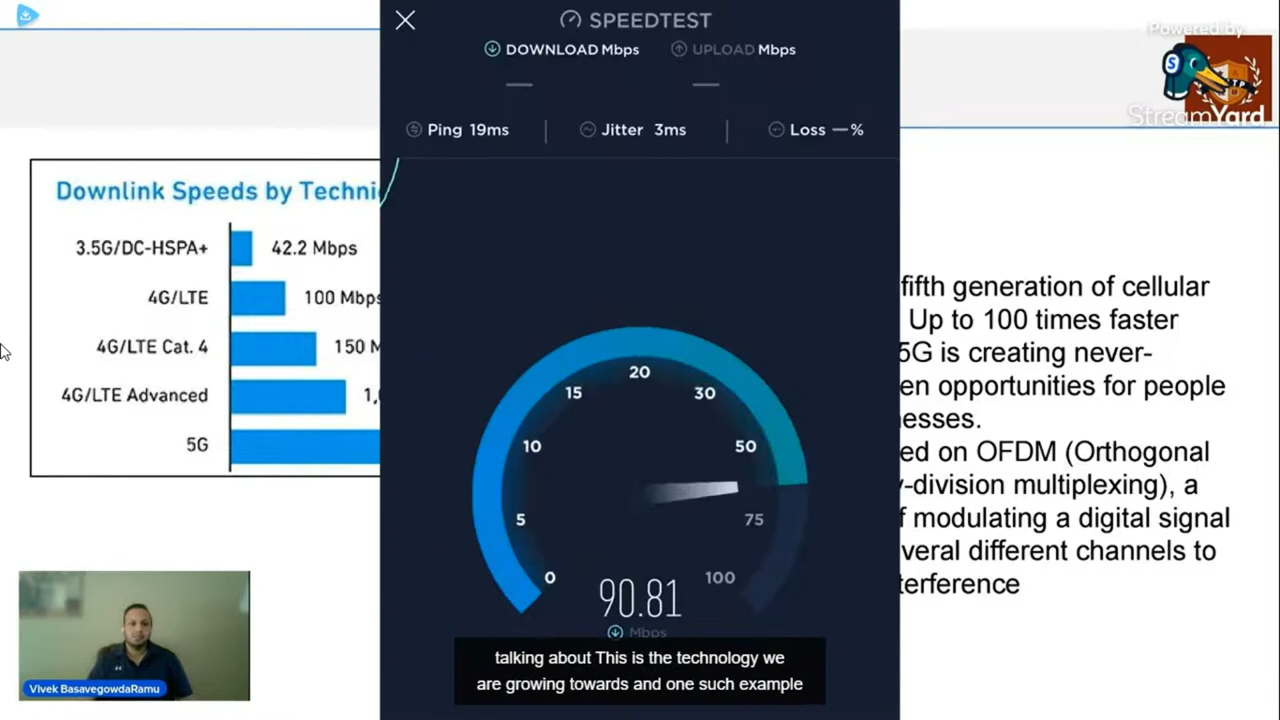 SPEEDTEST
DOWNLOAD Mbps
UPLOAD Mbps
Ping 19ms
Jitter 3ms
Loss — %
Powered by
S
StreamYard
Downlink Speeds by Techn
3.5G/DC-HSPA+ 42.2 Mbps
4G/LTE 100 Mbps
4G/LTE Cat. 4 150 M
4G/LTE Advanced 1,
5G
0
5
10
15
20
30
50
75
100
90.81
Mbps
fifth generation of cellular
Up to 100 times faster
5G is creating never-
en opportunities for people
nesses.
ed on OFDM (Orthogonal
y-division multiplexing), a
f modulating a digital signal
veral different channels to
terference
talking about This is the technology we
are growing towards and one such example
Vivek BasavegowdaRamu